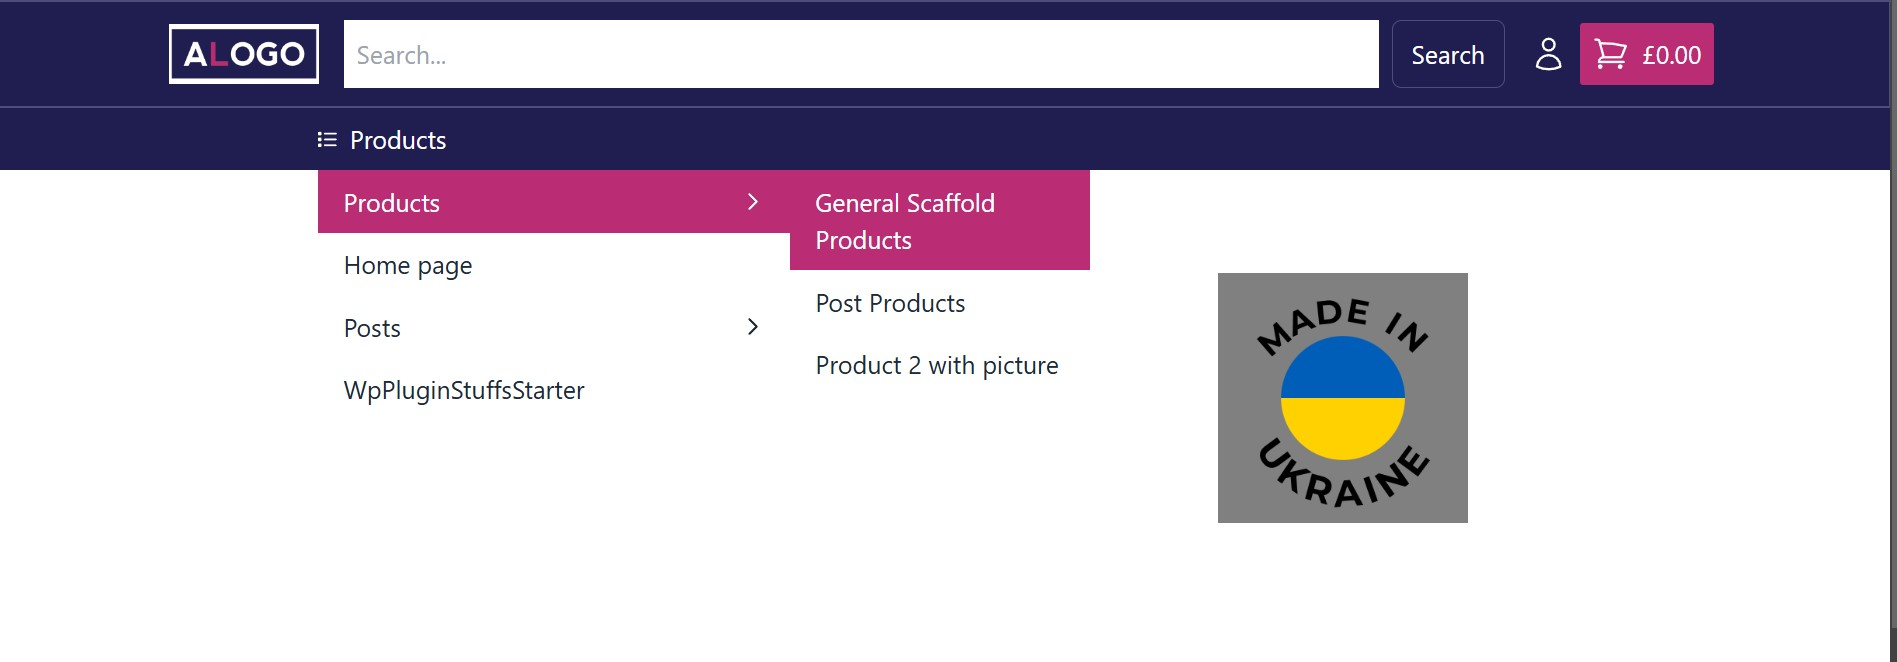 ALOGO
Search...
Search
£0.00
Products
Products
General Scaffold
Products
Home page
Post Products
Posts
Product 2 with picture
WpPluginStuffsStarter
MADE IN
UKRAINE